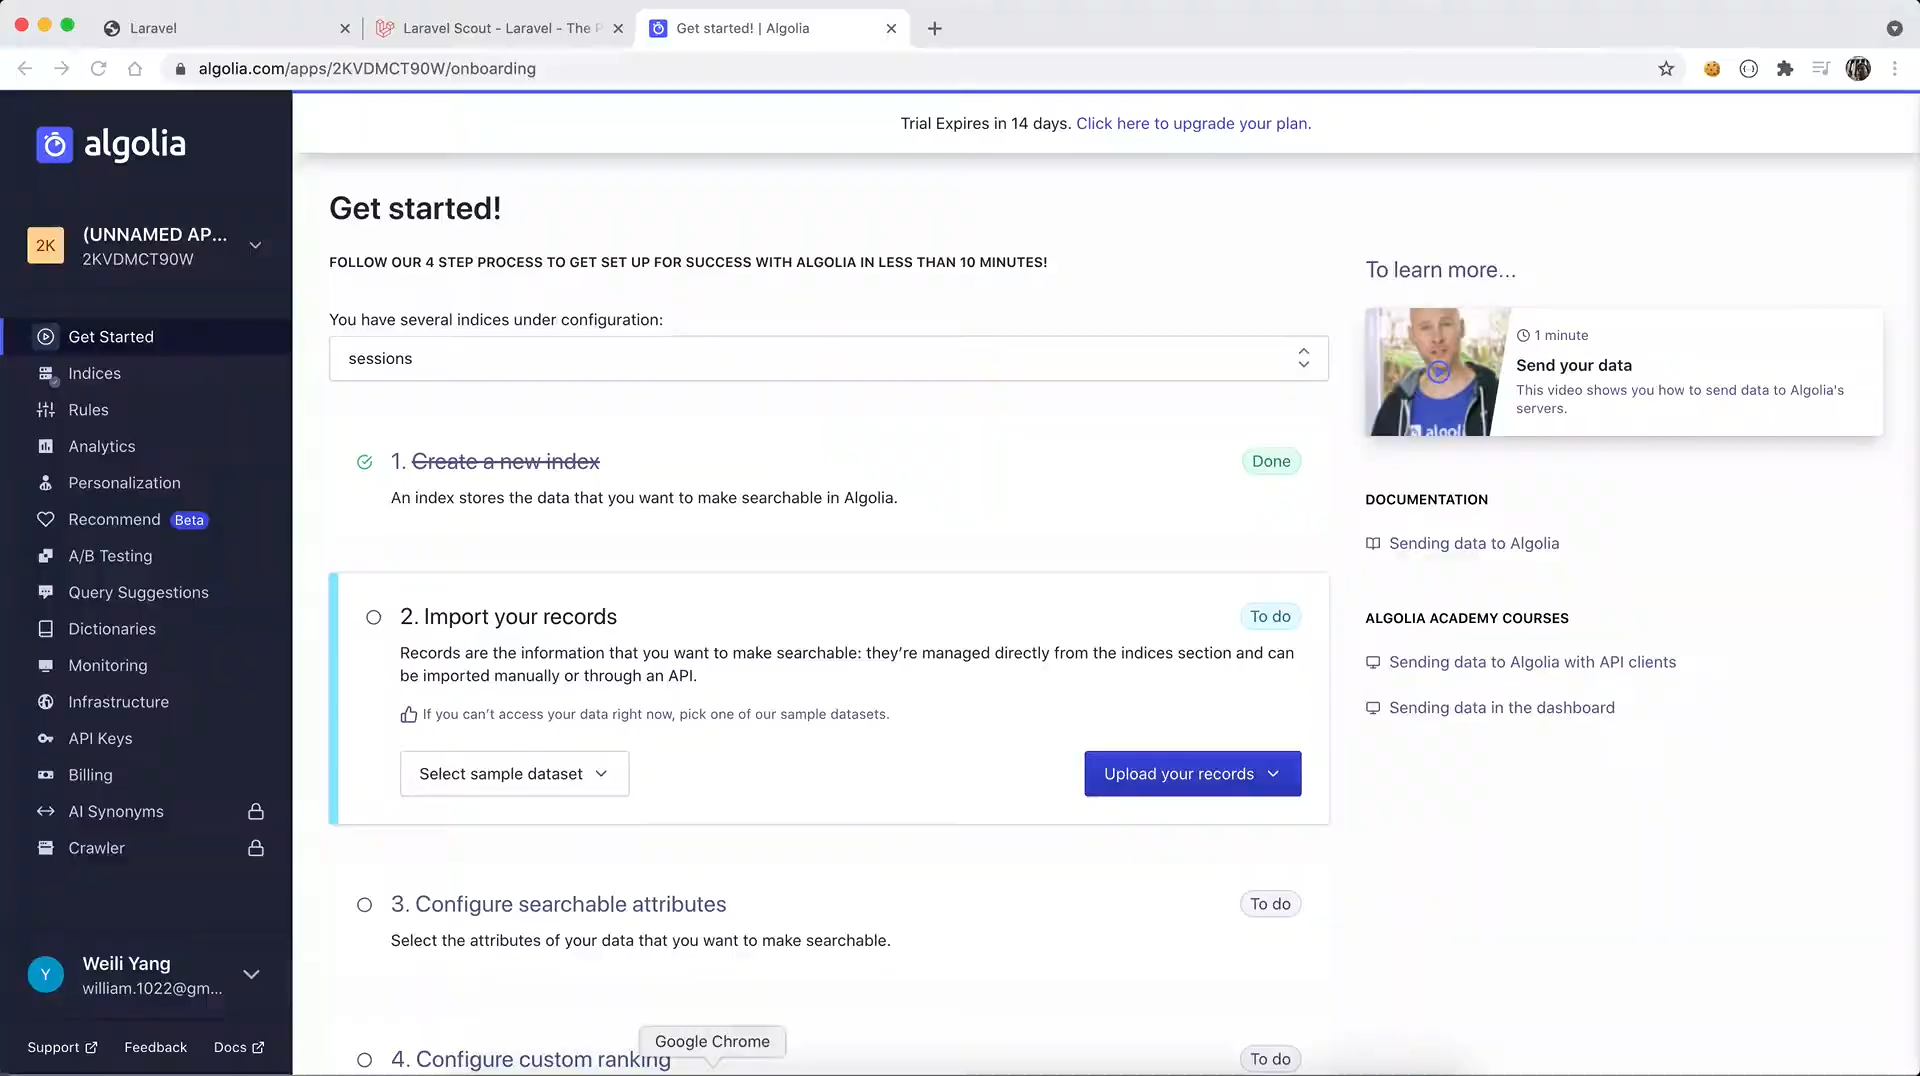 Laravel
Laravel Scout - Laravel - The P
Get started! | Algolia
algolia.com/apps/2KVDMCT90W/onboarding
Trial Expires in 14 days. Click here to upgrade your plan.
algolia
2K
(UNNAMED AP...
2KVDMCT90W
Get Started
Indices
Rules
Analytics
Personalization
Recommend Beta
A/B Testing
Query Suggestions
Dictionaries
Monitoring
Infrastructure
API Keys
Billing
AI Synonyms
Crawler
Y
Weili Yang
william.1022@gm...
Support
Feedback
Docs
Get started!
FOLLOW OUR 4 STEP PROCESS TO GET SET UP FOR SUCCESS WITH ALGOLIA IN LESS THAN 10 MINUTES!
You have several indices under configuration:
sessions
1. Create a new index
Done
An index stores the data that you want to make searchable in Algolia.
2. Import your records
To do
Records are the information that you want to make searchable: they’re managed directly from the indices section and can
be imported manually or through an API.
If you can’t access your data right now, pick one of our sample datasets.
Select sample dataset
Upload your records
3. Configure searchable attributes
To do
Select the attributes of your data that you want to make searchable.
4. Configure custom ranking
To do
Google Chrome
To learn more...
algol
1 minute
Send your data
This video shows you how to send data to Algolia's
servers.
DOCUMENTATION
Sending data to Algolia
ALGOLIA ACADEMY COURSES
Sending data to Algolia with API clients
Sending data in the dashboard